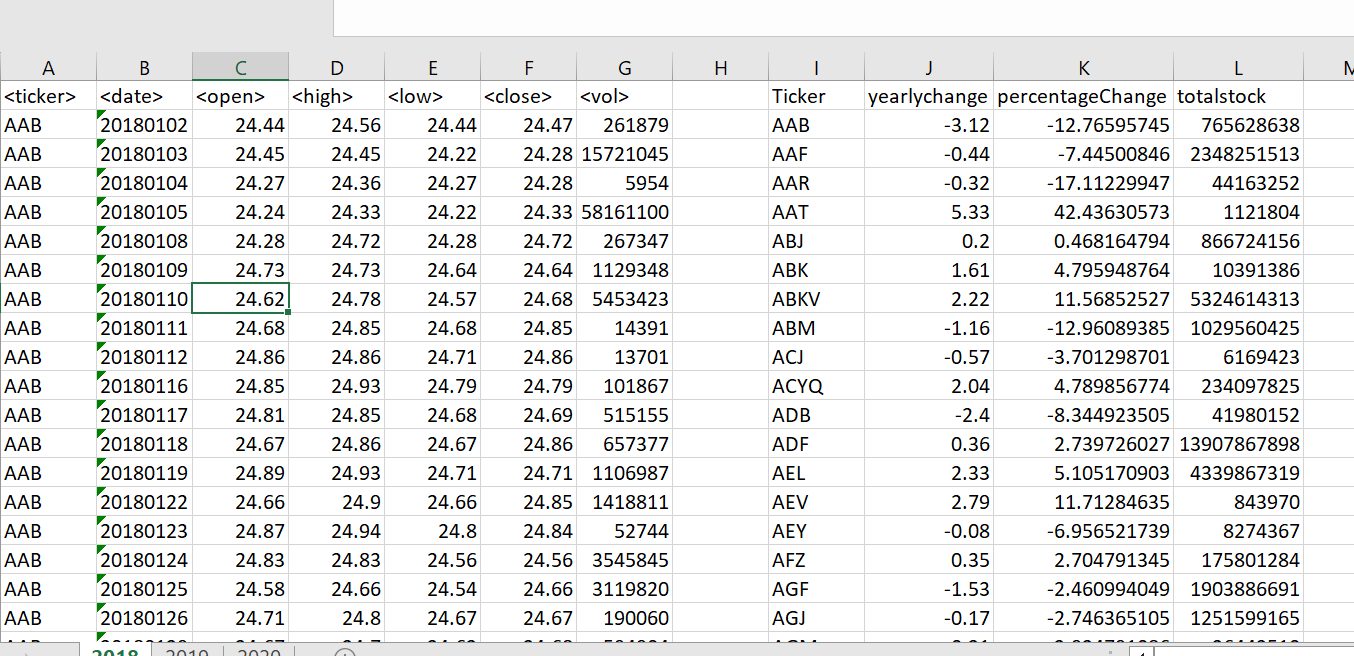 A B C D E F G H I J K L
<ticker> <date> <open> <high> <low> <close> <vol> Ticker yearlychange percentageChange totalstock
AAB 20180102 24.44 24.56 24.44 24.47 261879 AAB -3.12 -12.76595745 765628638
AAB 20180103 24.45 24.45 24.22 24.28 15721045 AAF -0.44 -7.44500846 2348251513
AAB 20180104 24.27 24.36 24.27 24.28 5954 AAR -0.32 -17.11229947 44163252
AAB 20180105 24.24 24.33 24.22 24.33 58161100 AAT 5.33 42.43630573 1121804
AAB 20180108 24.28 24.72 24.28 24.72 267347 ABJ 0.2 0.468164794 866724156
AAB 20180109 24.73 24.73 24.64 24.64 1129348 ABK 1.61 4.795948764 10391386
AAB 20180110 24.62 24.78 24.57 24.68 5453423 ABKV 2.22 11.56852527 5324614313
AAB 20180111 24.68 24.85 24.68 24.85 14391 ABM -1.16 -12.96089385 1029560425
AAB 20180112 24.86 24.86 24.71 24.86 13701 ACJ -0.57 -3.701298701 6169423
AAB 20180116 24.85 24.93 24.79 24.79 101867 ACYQ 2.04 4.789856774 234097825
AAB 20180117 24.81 24.85 24.68 24.69 515155 ADB -2.4 -8.344923505 41980152
AAB 20180118 24.67 24.86 24.67 24.86 657377 ADF 0.36 2.739726027 13907867898
AAB 20180119 24.89 24.93 24.71 24.71 1106987 AEL 2.33 5.105170903 4339867319
AAB 20180122 24.66 24.9 24.66 24.85 1418811 AEV 2.79 11.71284635 843970
AAB 20180123 24.87 24.94 24.8 24.84 52744 AEY -0.08 -6.956521739 8274367
AAB 20180124 24.83 24.83 24.56 24.56 3545845 AFZ 0.35 2.704791345 175801284
AAB 20180125 24.58 24.66 24.54 24.66 3119820 AGF -1.53 -2.460994049 1903886691
AAB 20180126 24.71 24.8 24.67 24.67 190060 AGJ -0.17 -2.746365105 1251599165
2018 2019 2020